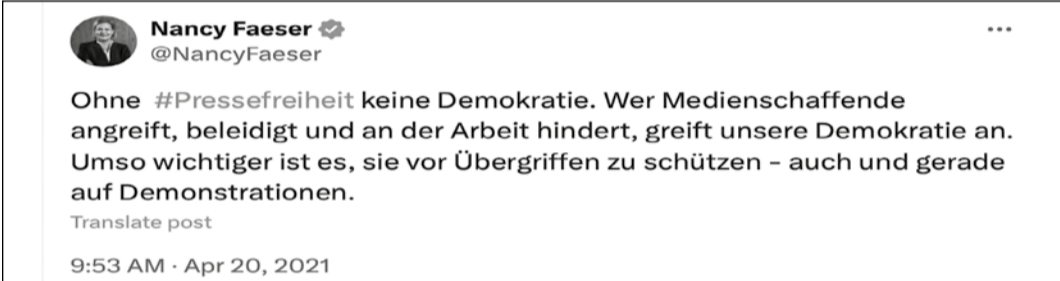 Nancy Faeser
@NancyFaeser
Ohne #Pressefreiheit keine Demokratie. Wer Medienschaffende
angreift, beleidigt und an der Arbeit hindert, greift unsere Demokratie an.
Umso wichtiger ist es, sie vor Übergriffen zu schützen – auch und gerade
auf Demonstrationen.
Translate post
9:53 AM · Apr 20, 2021